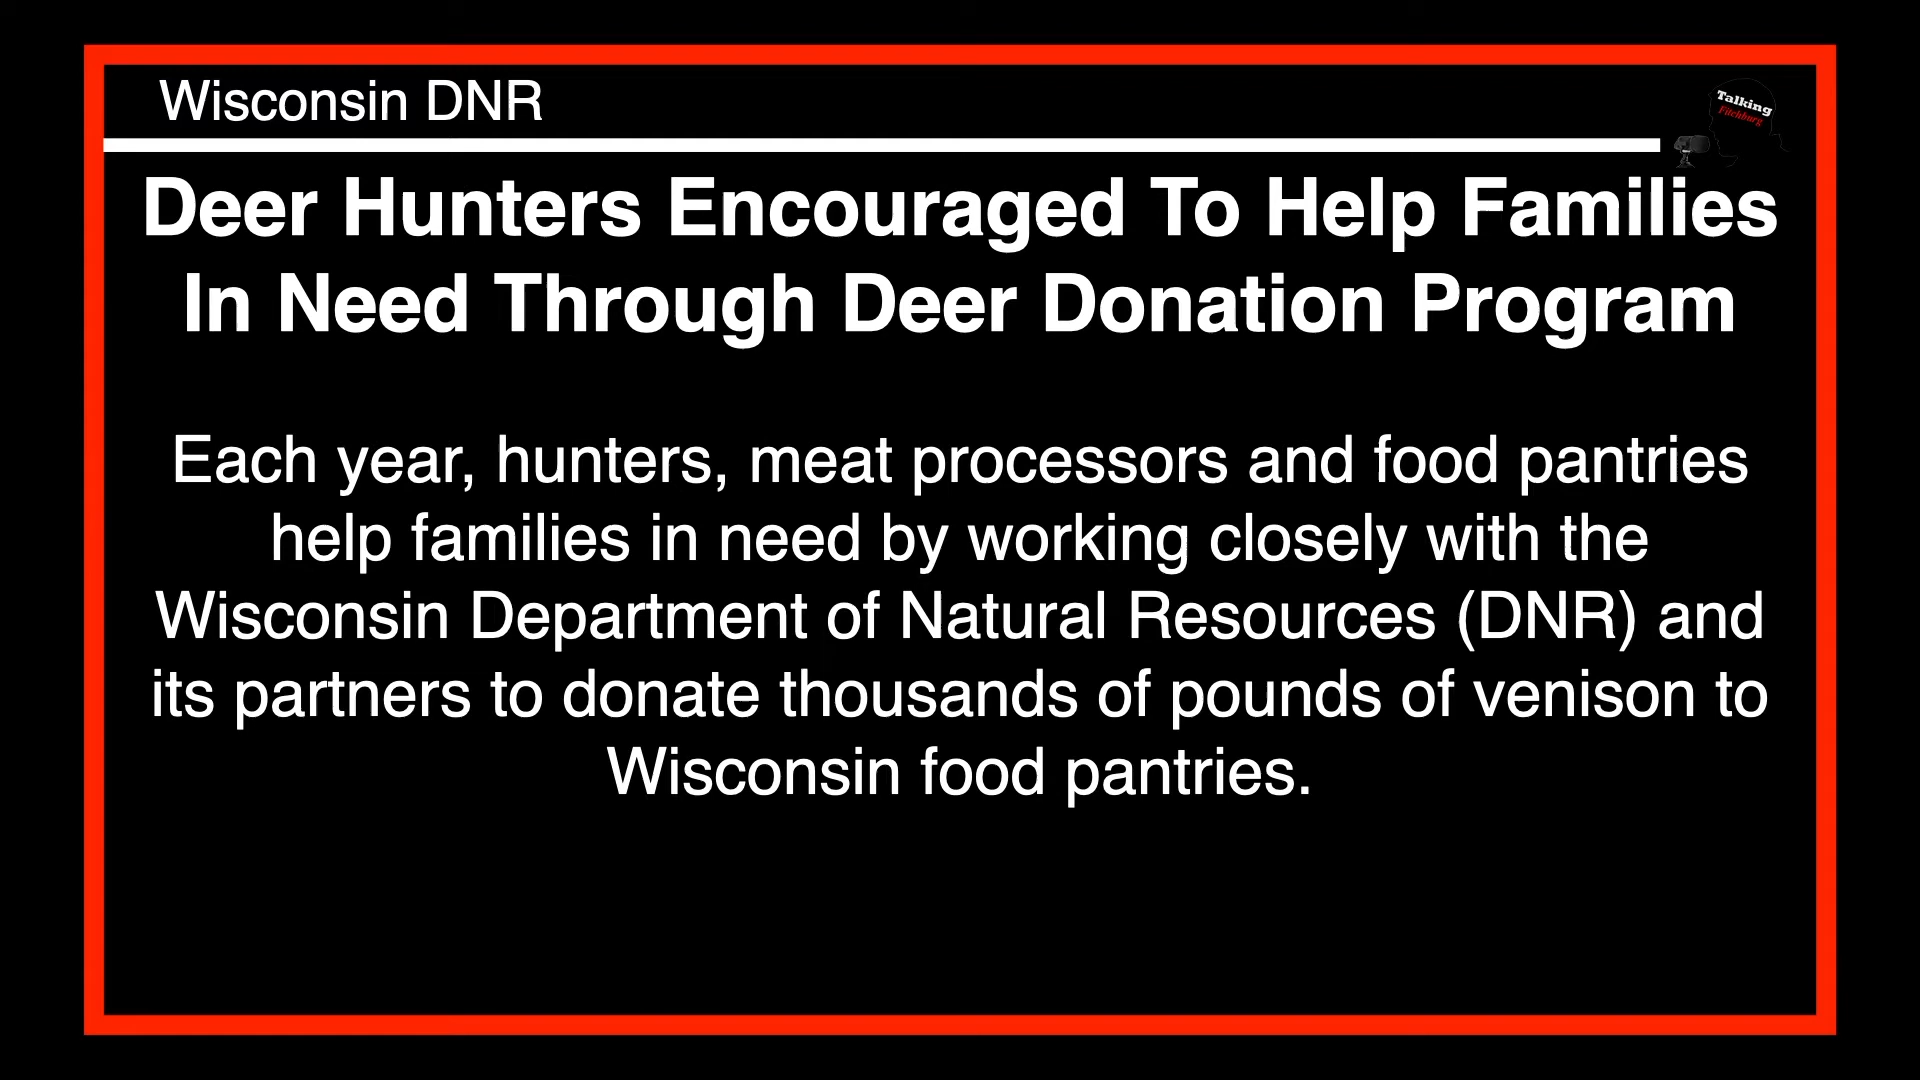 Wisconsin DNR
Talking
Fitchburg
Deer Hunters Encouraged To Help Families
In Need Through Deer Donation Program
Each year, hunters, meat processors and food pantries
help families in need by working closely with the
Wisconsin Department of Natural Resources (DNR) and
its partners to donate thousands of pounds of venison to
Wisconsin food pantries.